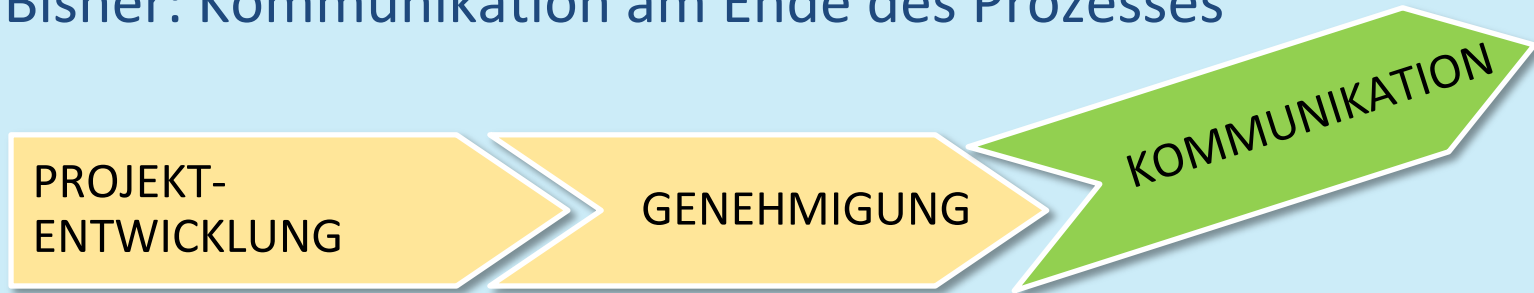 Bisher: Kommunikation am Ende des Prozesses
PROJEKT-
ENTWICKLUNG
GENEHMIGUNG
KOMMUNIKATION